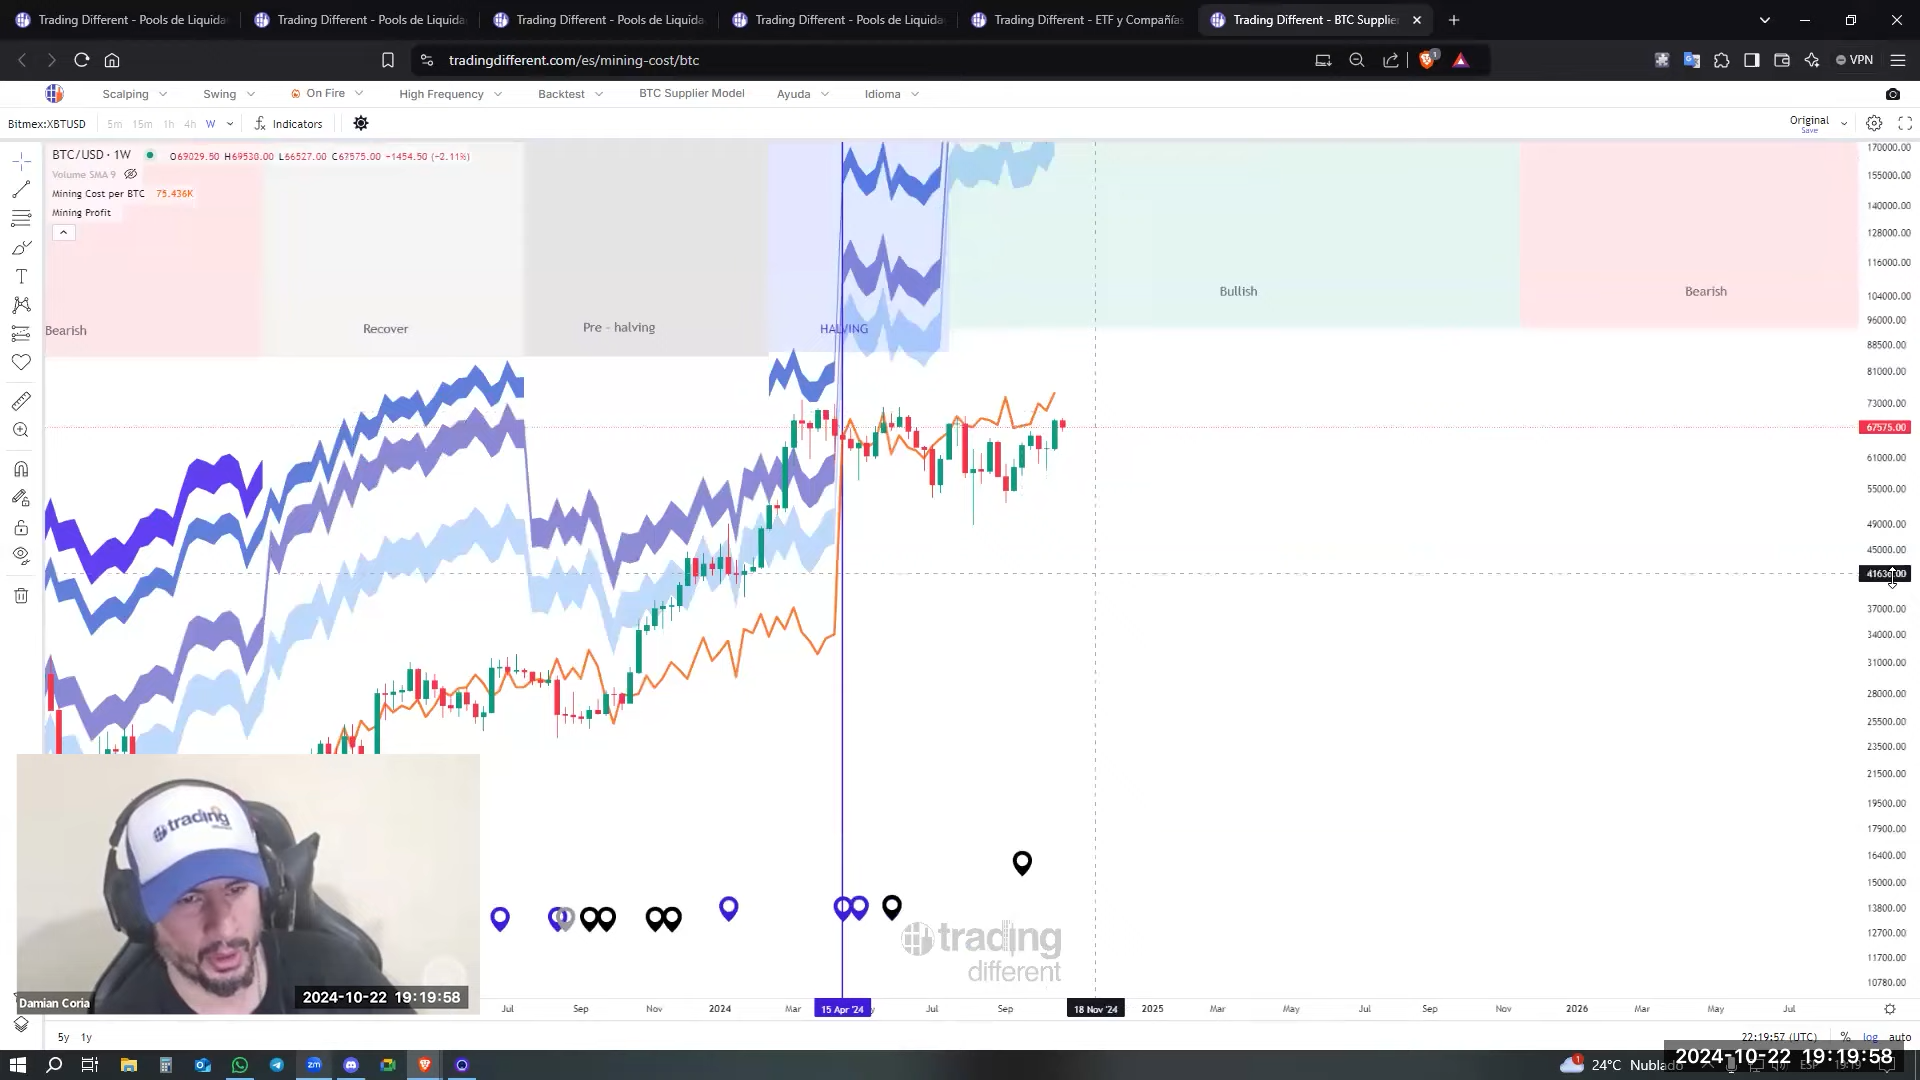 Trading Different - Pools de Liquida
Trading Different - Pools de Liquida
Trading Different - Pools de Liquida
Trading Different - Pools de Liquida
Trading Different - ETF y Compañías
Trading Different - BTC Supplier
tradingdifferent.com/es/mining-cost/btc
VPN
Scalping
Swing
On Fire
High Frequency
Backtest
BTC Supplier Model
Ayuda
Idioma
Bitmex:XBTUSD
5m 15m 1h 4h W
Indicators
Original
Save
BTC/USD · 1W
O69029.50 H69530.00 L66527.00 C67575.00 −1454.50 (−2.11%)
Volume SMA 9
Mining Cost per BTC 75.436K
Mining Profit
Bearish
Recover
Pre - halving
HALVING
Bullish
Bearish
170000.00
155000.00
140000.00
128000.00
116000.00
104000.00
96000.00
88500.00
81000.00
73000.00
67575.00
61000.00
55000.00
49000.00
45000.00
37000.00
34000.00
31000.00
28000.00
25500.00
23500.00
21500.00
19500.00
17900.00
16400.00
15000.00
13800.00
12700.00
11700.00
10780.00
trading
different
trading
Damian Coria
2024-10-22 19:19:58
Jul
Sep
Nov
2024
Mar
15 Apr '24
Jul
Sep
18 Nov '24
2025
Mar
May
Jul
Sep
Nov
2026
Mar
May
Jul
5y 1y
22:19:57 (UTC)
% log auto
24°C Nublado
2024-10-22 19:19:58